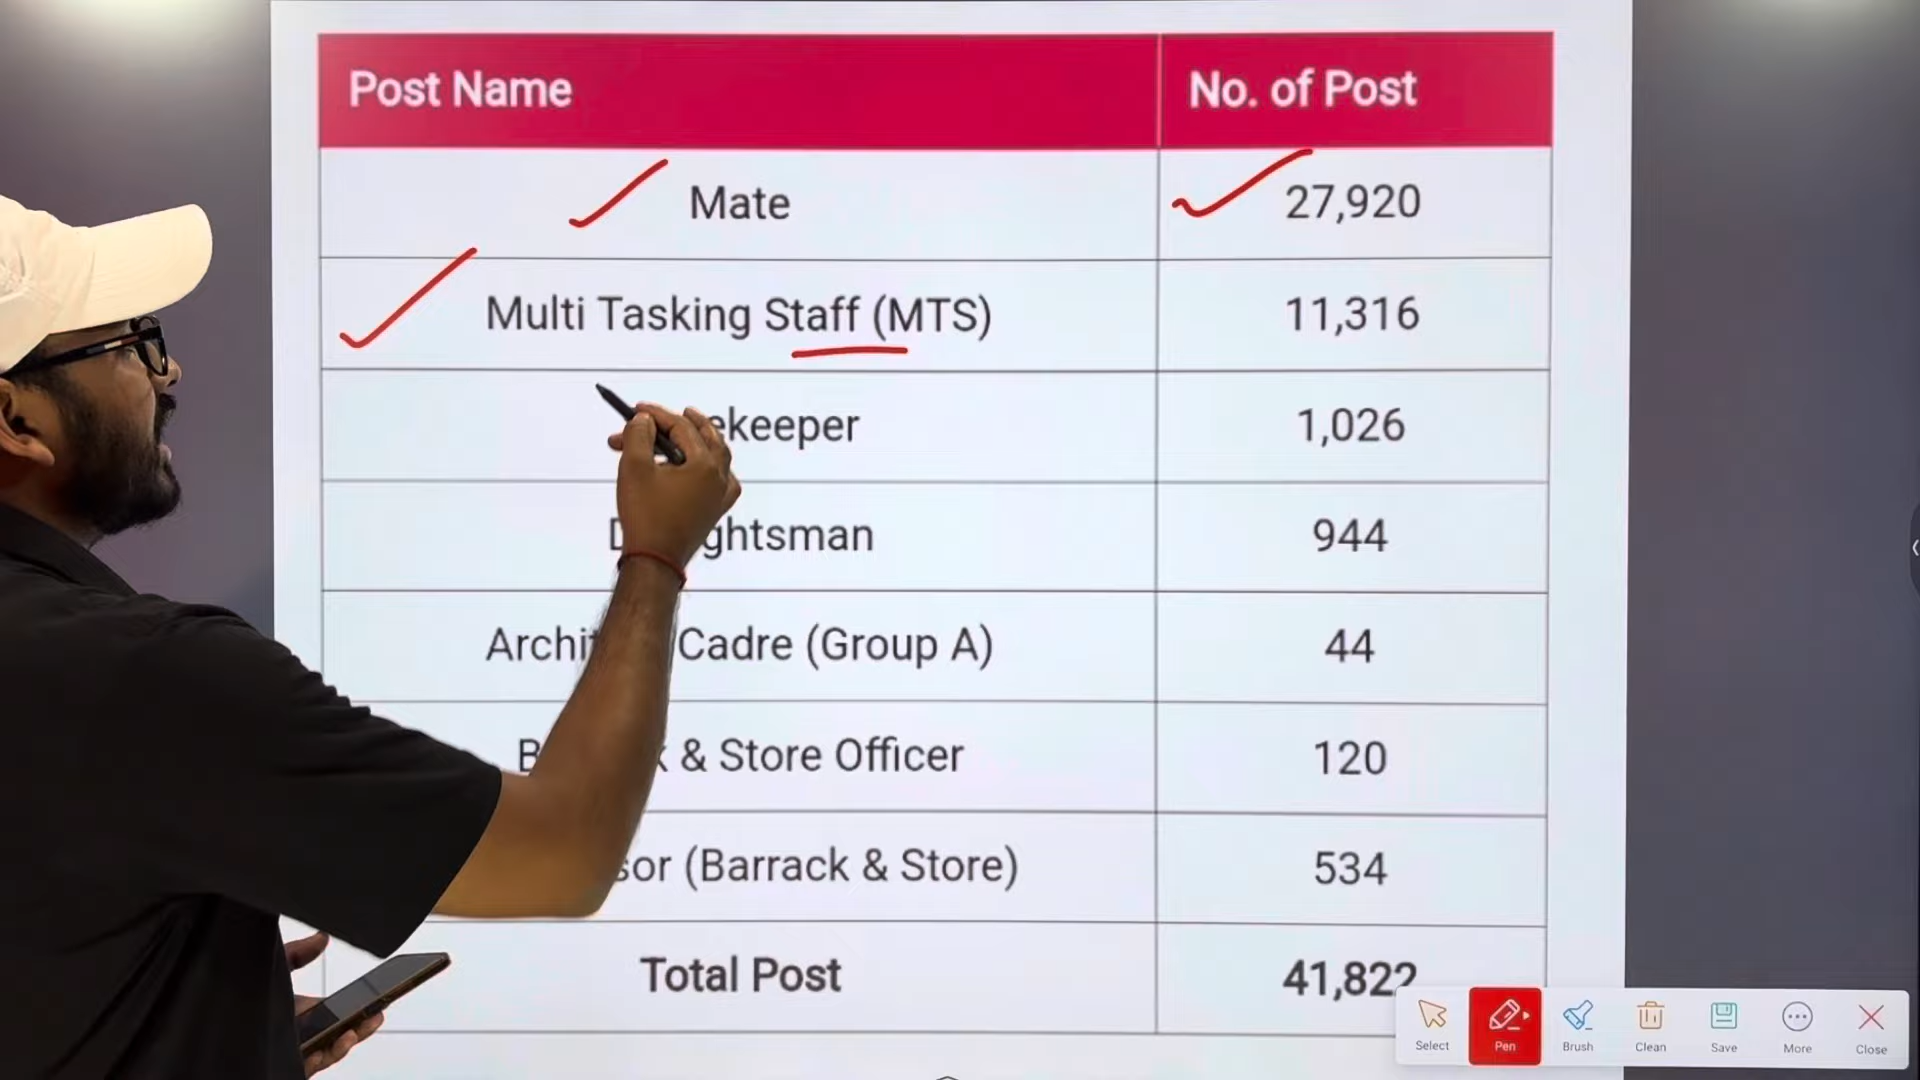 Post Name No. of Post
Mate 27,920
Multi Tasking Staff (MTS) 11,316
ekeeper 1,026
ghtsman 944
Archi Cadre (Group A) 44
& Store Officer 120
sor (Barrack & Store) 534
Total Post 41,822
Select Pen Brush Clean Save More Close